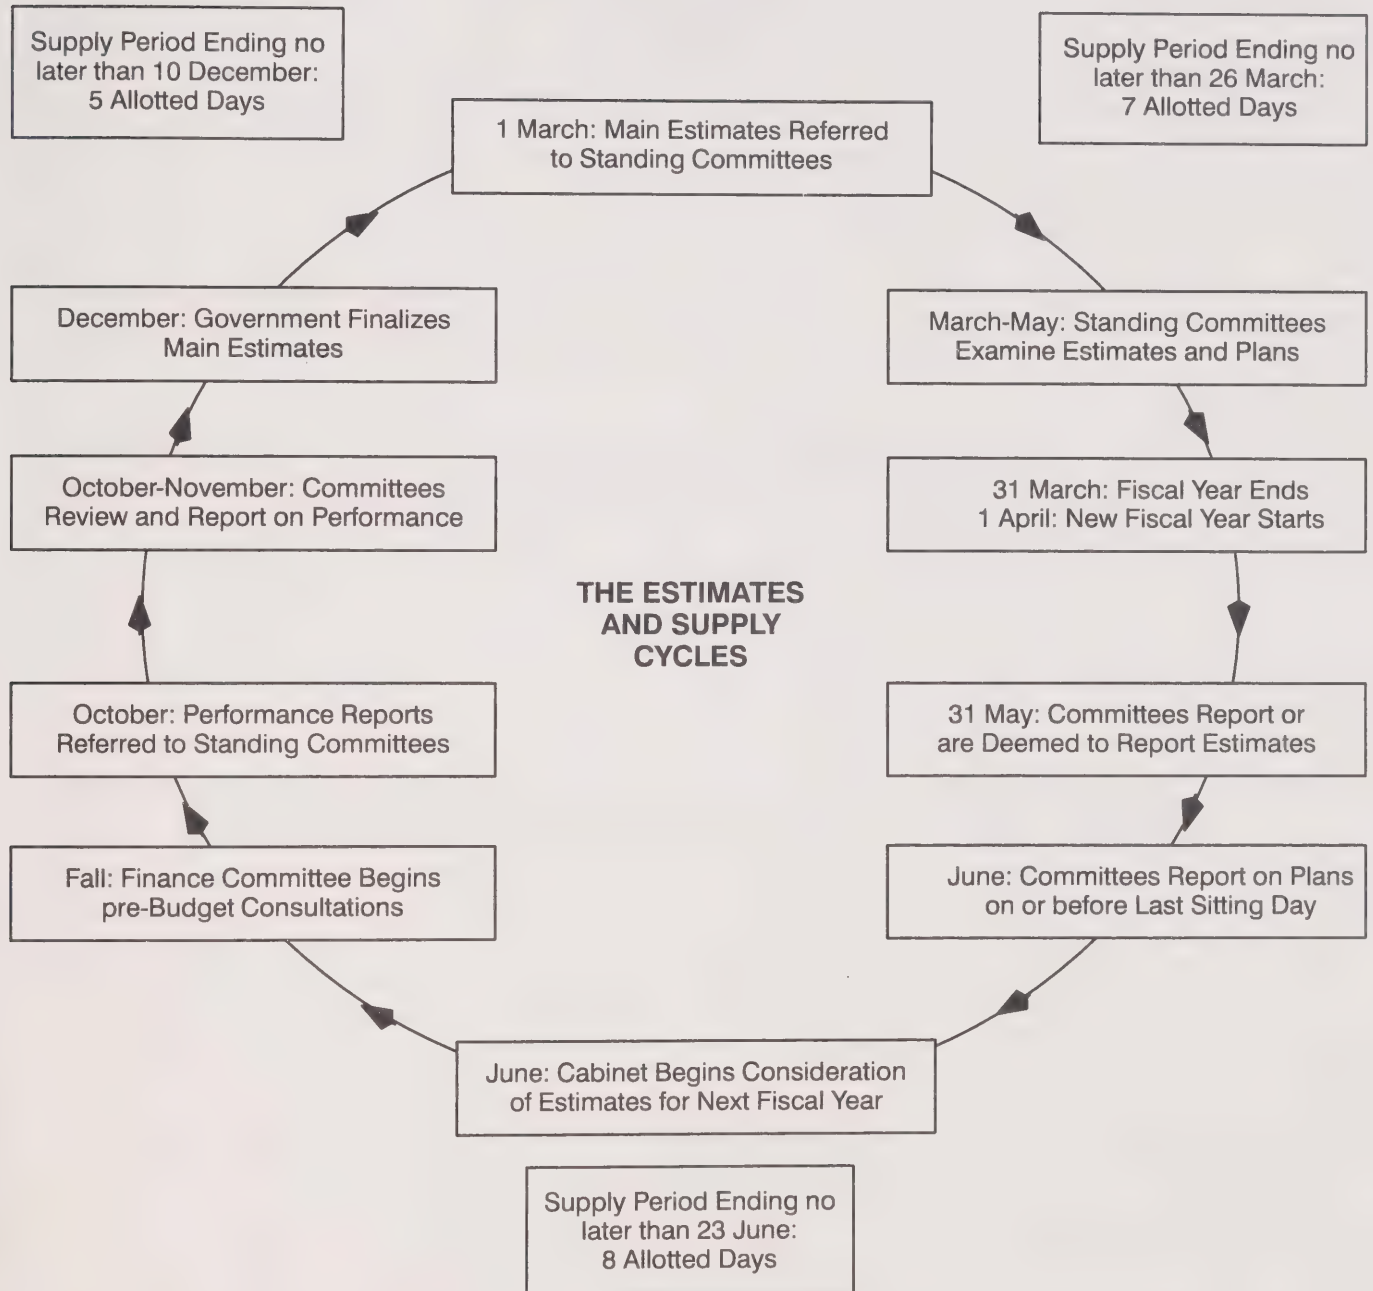 Supply Period Ending no
later than 10 December:
5 Allotted Days
Supply Period Ending no
later than 26 March:
7 Allotted Days
1 March: Main Estimates Referred
to Standing Committees
March-May: Standing Committees
Examine Estimates and Plans
31 March: Fiscal Year Ends
1 April: New Fiscal Year Starts
31 May: Committees Report or
are Deemed to Report Estimates
June: Committees Report on Plans
on or before Last Sitting Day
June: Cabinet Begins Consideration
of Estimates for Next Fiscal Year
Fall: Finance Committee Begins
pre-Budget Consultations
October: Performance Reports
Referred to Standing Committees
October-November: Committees
Review and Report on Performance
December: Government Finalizes
Main Estimates
THE ESTIMATES
AND SUPPLY
CYCLES
Supply Period Ending no
later than 23 June:
8 Allotted Days